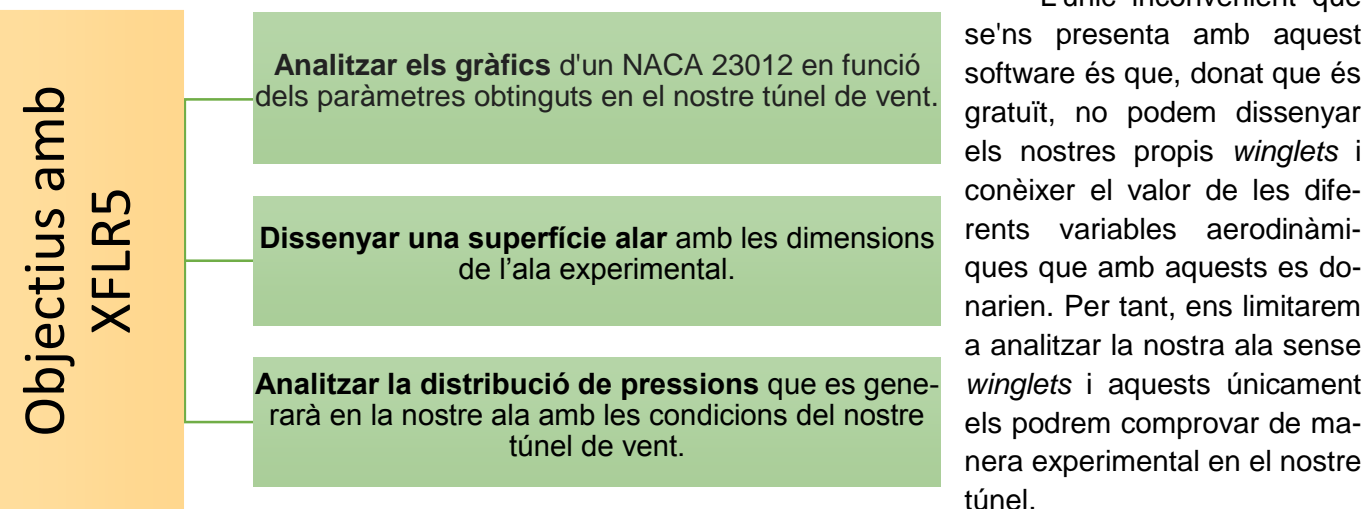 Objectius amb
XFLR5
Analitzar els gràfics d'un NACA 23012 en funció
dels paràmetres obtinguts en el nostre túnel de vent.
Dissenyar una superfície alar amb les dimensions
de l’ala experimental.
Analitzar la distribució de pressions que es gene-
rarà en la nostre ala amb les condicions del nostre
túnel de vent.
L'únic inconvenient que
se'ns presenta amb aquest
software és que, donat que és
gratuït, no podem dissenyar
els nostres propis winglets i
conèixer el valor de les dife-
rents variables aerodinàmi-
ques que amb aquests es do-
narien. Per tant, ens limitarem
a analitzar la nostra ala sense
winglets i aquests únicament
els podrem comprovar de ma-
nera experimental en el nostre
túnel.